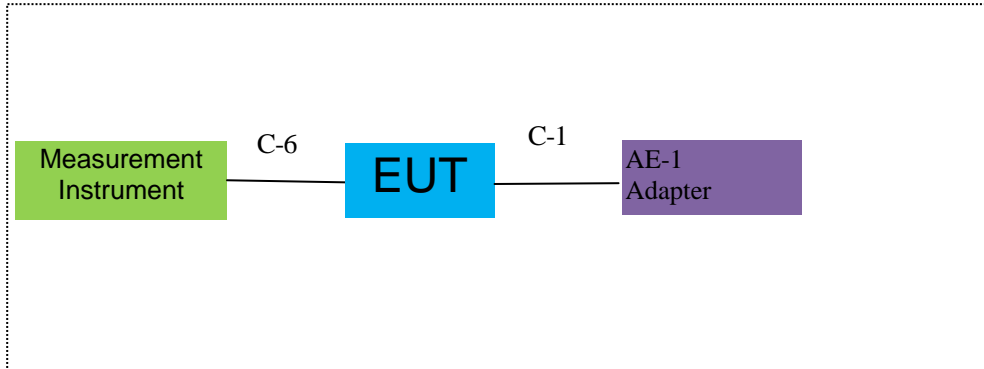 Measurement
Instrument
C-6
EUT
C-1
AE-1
Adapter